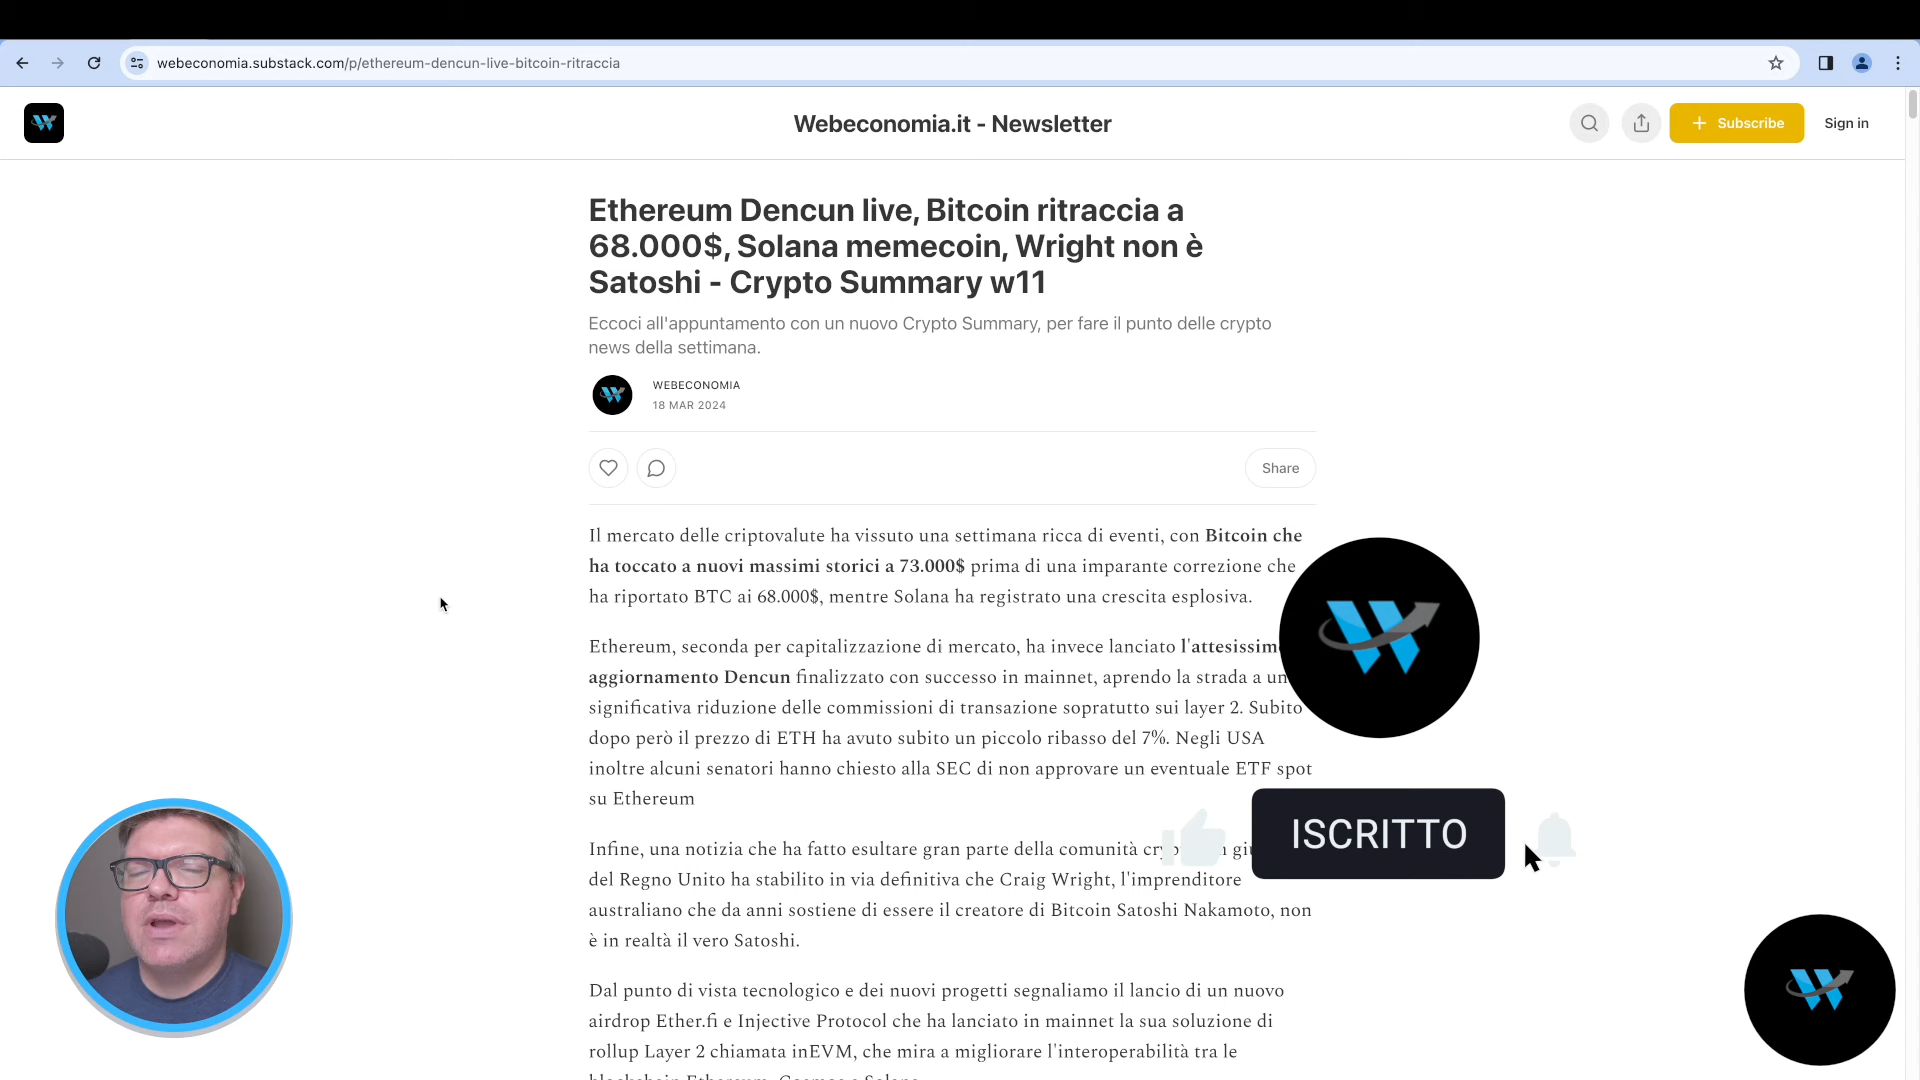 webeconomia.substack.com/p/ethereum-dencun-live-bitcoin-ritraccia
Webeconomia.it - Newsletter
Subscribe
Sign in
Ethereum Dencun live, Bitcoin ritraccia a
68.000$, Solana memecoin, Wright non è
Satoshi - Crypto Summary w11
Eccoci all'appuntamento con un nuovo Crypto Summary, per fare il punto delle crypto
news della settimana.
WEBECONOMIA
18 MAR 2024
Share
Il mercato delle criptovalute ha vissuto una settimana ricca di eventi, con Bitcoin che
ha toccato a nuovi massimi storici a 73.000$ prima di una imparante correzione che
ha riportato BTC ai 68.000$, mentre Solana ha registrato una crescita esplosiva.
Ethereum, seconda per capitalizzazione di mercato, ha invece lanciato
aggiornamento Dencun finalizzato con successo in mainnet, aprendo la strada a
significativa riduzione delle commissioni di transazione sopratutto sui layer 2. Subito
dopo però il prezzo di ETH ha avuto subito un piccolo ribasso del 7%. Negli USA
inoltre alcuni senatori hanno chiesto alla SEC di non approvare un eventuale ETF spot
su Ethereum
Infine, una notizia che ha fatto esultare gran parte della comunità
del Regno Unito ha stabilito in via definitiva che Craig Wright, l'imprenditore
australiano che da anni sostiene di essere il creatore di Bitcoin Satoshi Nakamoto, non
è in realtà il vero Satoshi.
Dal punto di vista tecnologico e dei nuovi progetti segnaliamo il lancio di un nuovo
airdrop Ether.fi e Injective Protocol che ha lanciato in mainnet la sua soluzione di
rollup Layer 2 chiamata inEVM, che mira a migliorare l'interoperabilità tra le
ISCRITTO